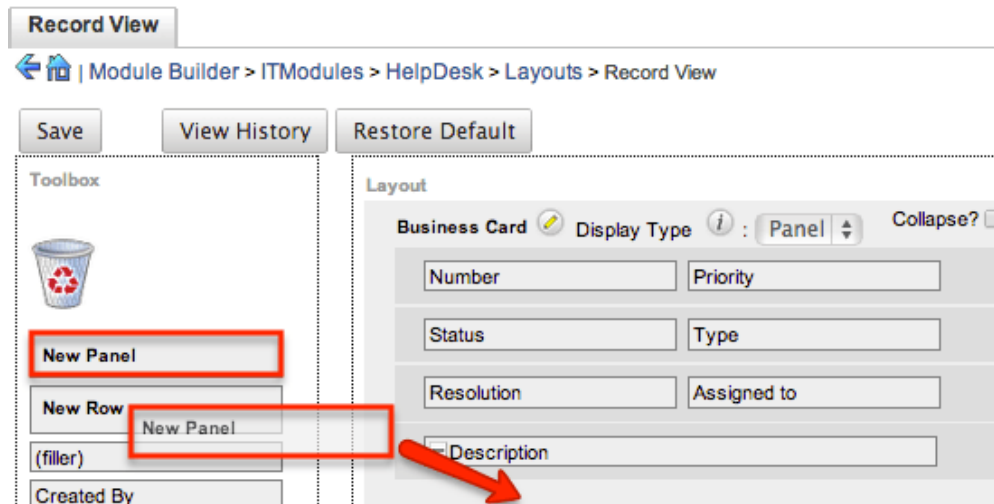 Record View
| Module Builder > ITModules > HelpDesk > Layouts > Record View
Save View History Restore Default
Toolbox
New Panel
New Row
New Panel
(filler)
Created By
Layout
Business Card Display Type i : Panel Collapse?
Number Priority
Status Type
Resolution Assigned to
Description